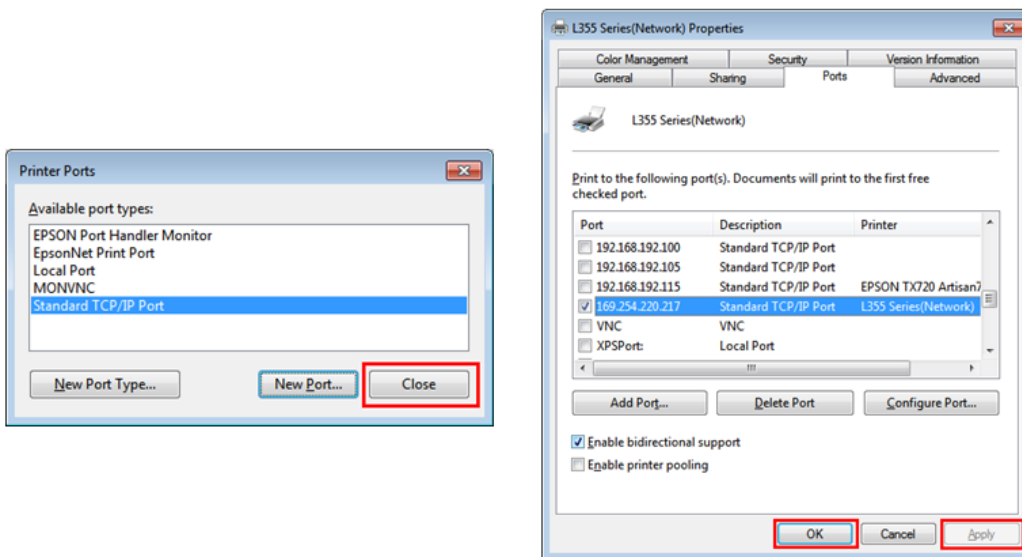 Printer Ports
Available port types:
EPSON Port Handler Monitor
EpsonNet Print Port
Local Port
MONVNC
Standard TCP/IP Port
New Port Type...
New Port...
Close
L355 Series(Network) Properties
Color Management
Security
Version Information
General
Sharing
Ports
Advanced
L355 Series(Network)
Print to the following port(s). Documents will print to the first free
checked port.
Port Description Printer
192.168.192.100 Standard TCP/IP Port
192.168.192.105 Standard TCP/IP Port
192.168.192.115 Standard TCP/IP Port EPSON TX720 Artisan7
169.254.220.217 Standard TCP/IP Port L355 Series(Network)
VNC VNC
XPSPort: Local Port
Add Port...
Delete Port
Configure Port...
Enable bidirectional support
Enable printer pooling
OK
Cancel
Apply